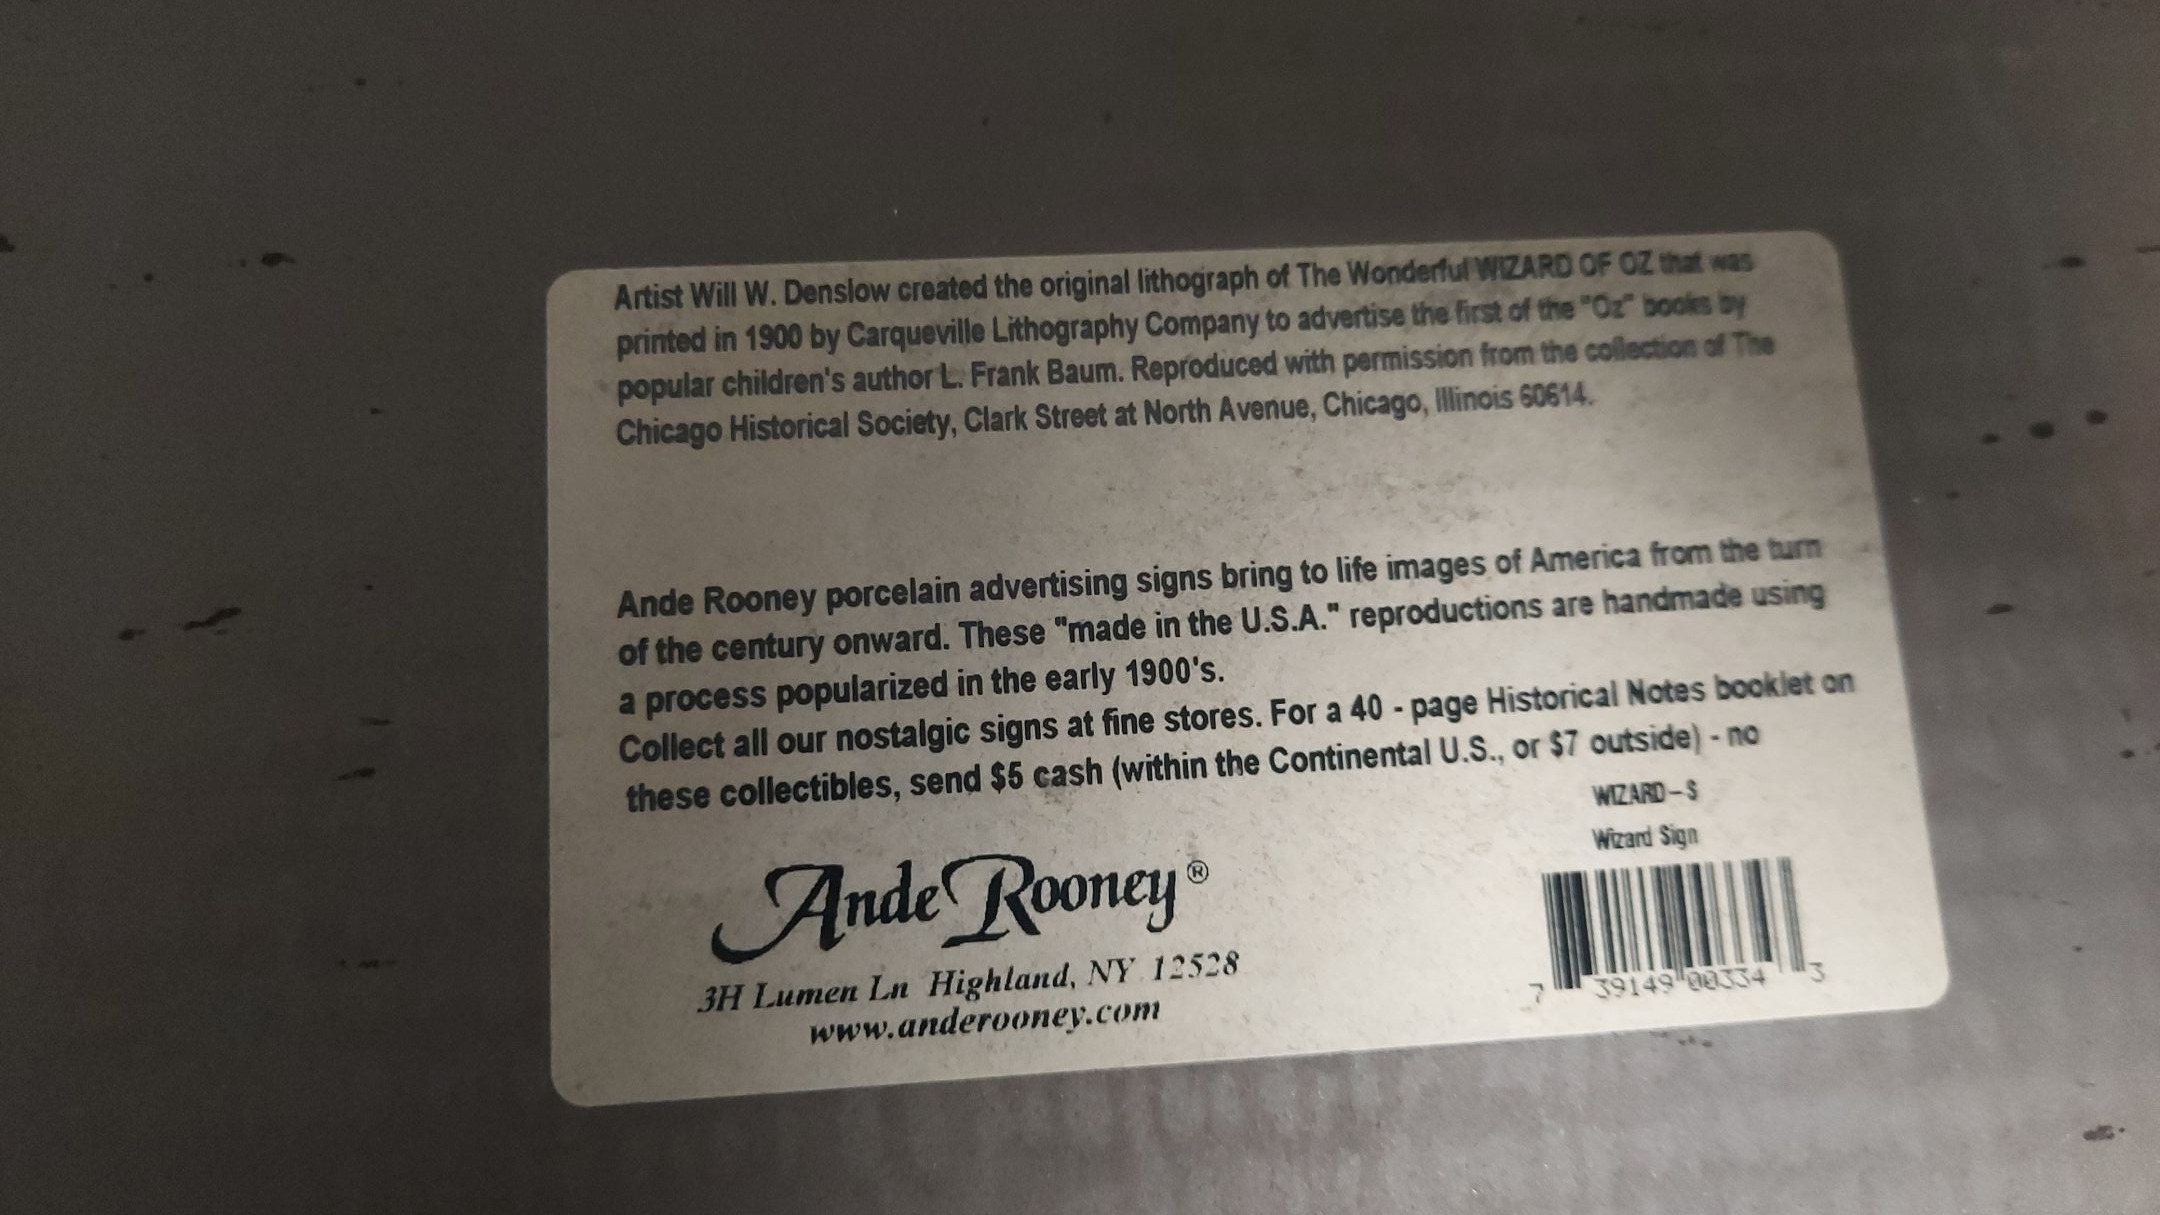 Artist Will W. Denslow created the original lithograph of The Wonderful WIZARD OF OZ that was
printed in 1900 by Carqueville Lithography Company to advertise the first of the "Oz" books by
popular children's author L. Frank Baum. Reproduced with permission from the collection of The
Chicago Historical Society, Clark Street at North Avenue, Chicago, Illinois 60614.
Ande Rooney porcelain advertising signs bring to life images of America from the turn
of the century onward. These "made in the U.S.A." reproductions are handmade using
a process popularized in the early 1900's.
Collect all our nostalgic signs at fine stores. For a 40 - page Historical Notes booklet on
these collectibles, send $5 cash (within the Continental U.S., or $7 outside) - no
WIZARD-S
Wizard Sign
Ande Rooney®
3H Lumen Ln Highland, NY 12528
www.anderooney.com
7 39149 00334 3